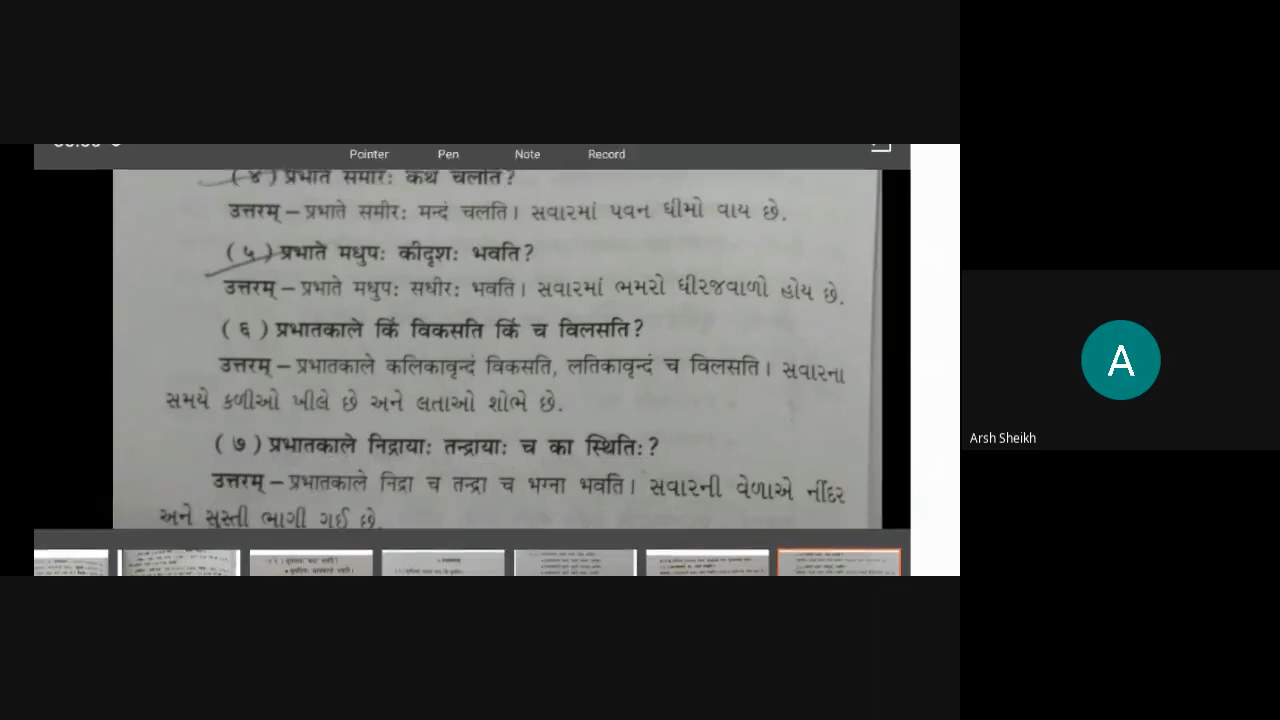 Pointer Pen Note Record
(४) प्रभाते समीरः कथं चलति?
उत्तरम् – प्रभाते समीरः मन्दं चलति। સવારમાં પવન ધીમો વાય છે.
(५) प्रभाते मधुपः कीदृशः भवति?
उत्तरम् – प्रभाते मधुपः सधीरः भवति। સવારમાં ભમરો ધીરજવાળો હોય છે.
(६) प्रभातकाले किं विकसति किं च विलसति?
उत्तरम् – प्रभातकाले कलिकावृन्दं विकसति, लतिकावृन्दं च विलसति। સવારના
સમયે કળીઓ ખીલે છે અને લતાઓ શોભે છે.
(७) प्रभातकाले निद्रायाः तन्द्रायाः च का स्थितिः?
उत्तरम् – प्रभातकाले निद्रा च तन्द्रा च भग्ना भवति। સવારની વેળાએ નીંદર
અને સુસ્તી ભાગી ગઈ છે.
A
Arsh Sheikh